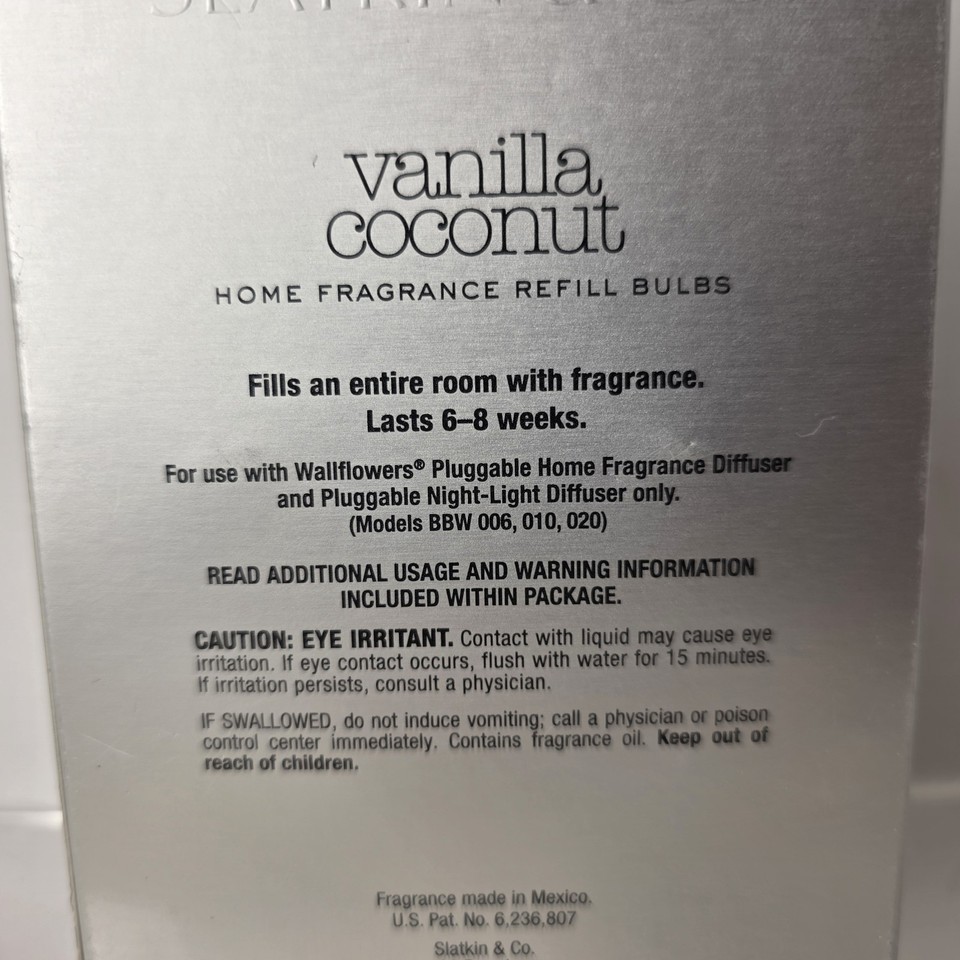 SLATKIN & CO.
vanilla
coconut
HOME FRAGRANCE REFILL BULBS
Fills an entire room with fragrance.
Lasts 6–8 weeks.
For use with Wallflowers® Pluggable Home Fragrance Diffuser
and Pluggable Night-Light Diffuser only.
(Models BBW 006, 010, 020)
READ ADDITIONAL USAGE AND WARNING INFORMATION
INCLUDED WITHIN PACKAGE.
CAUTION: EYE IRRITANT. Contact with liquid may cause eye
irritation. If eye contact occurs, flush with water for 15 minutes.
If irritation persists, consult a physician.
IF SWALLOWED, do not induce vomiting; call a physician or poison
control center immediately. Contains fragrance oil. Keep out of
reach of children.
Fragrance made in Mexico.
U.S. Pat. No. 6,236,807
Slatkin & Co.